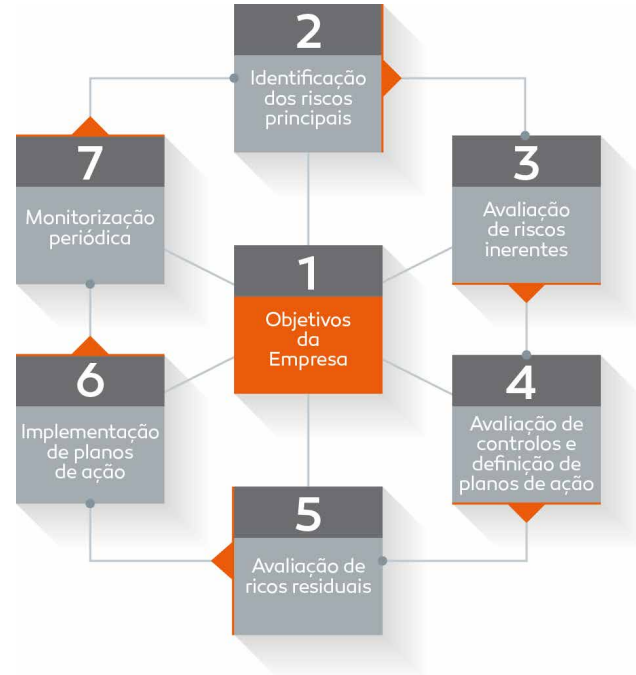 2
Identificação
dos riscos
principais
3
Avaliação
de riscos
inerentes
4
Avaliação de
controlos e
definição de
planos de ação
5
Avaliação de
ricos residuais
6
Implementação
de planos
de ação
7
Monitorização
periódica
1
Objetivos
da
Empresa